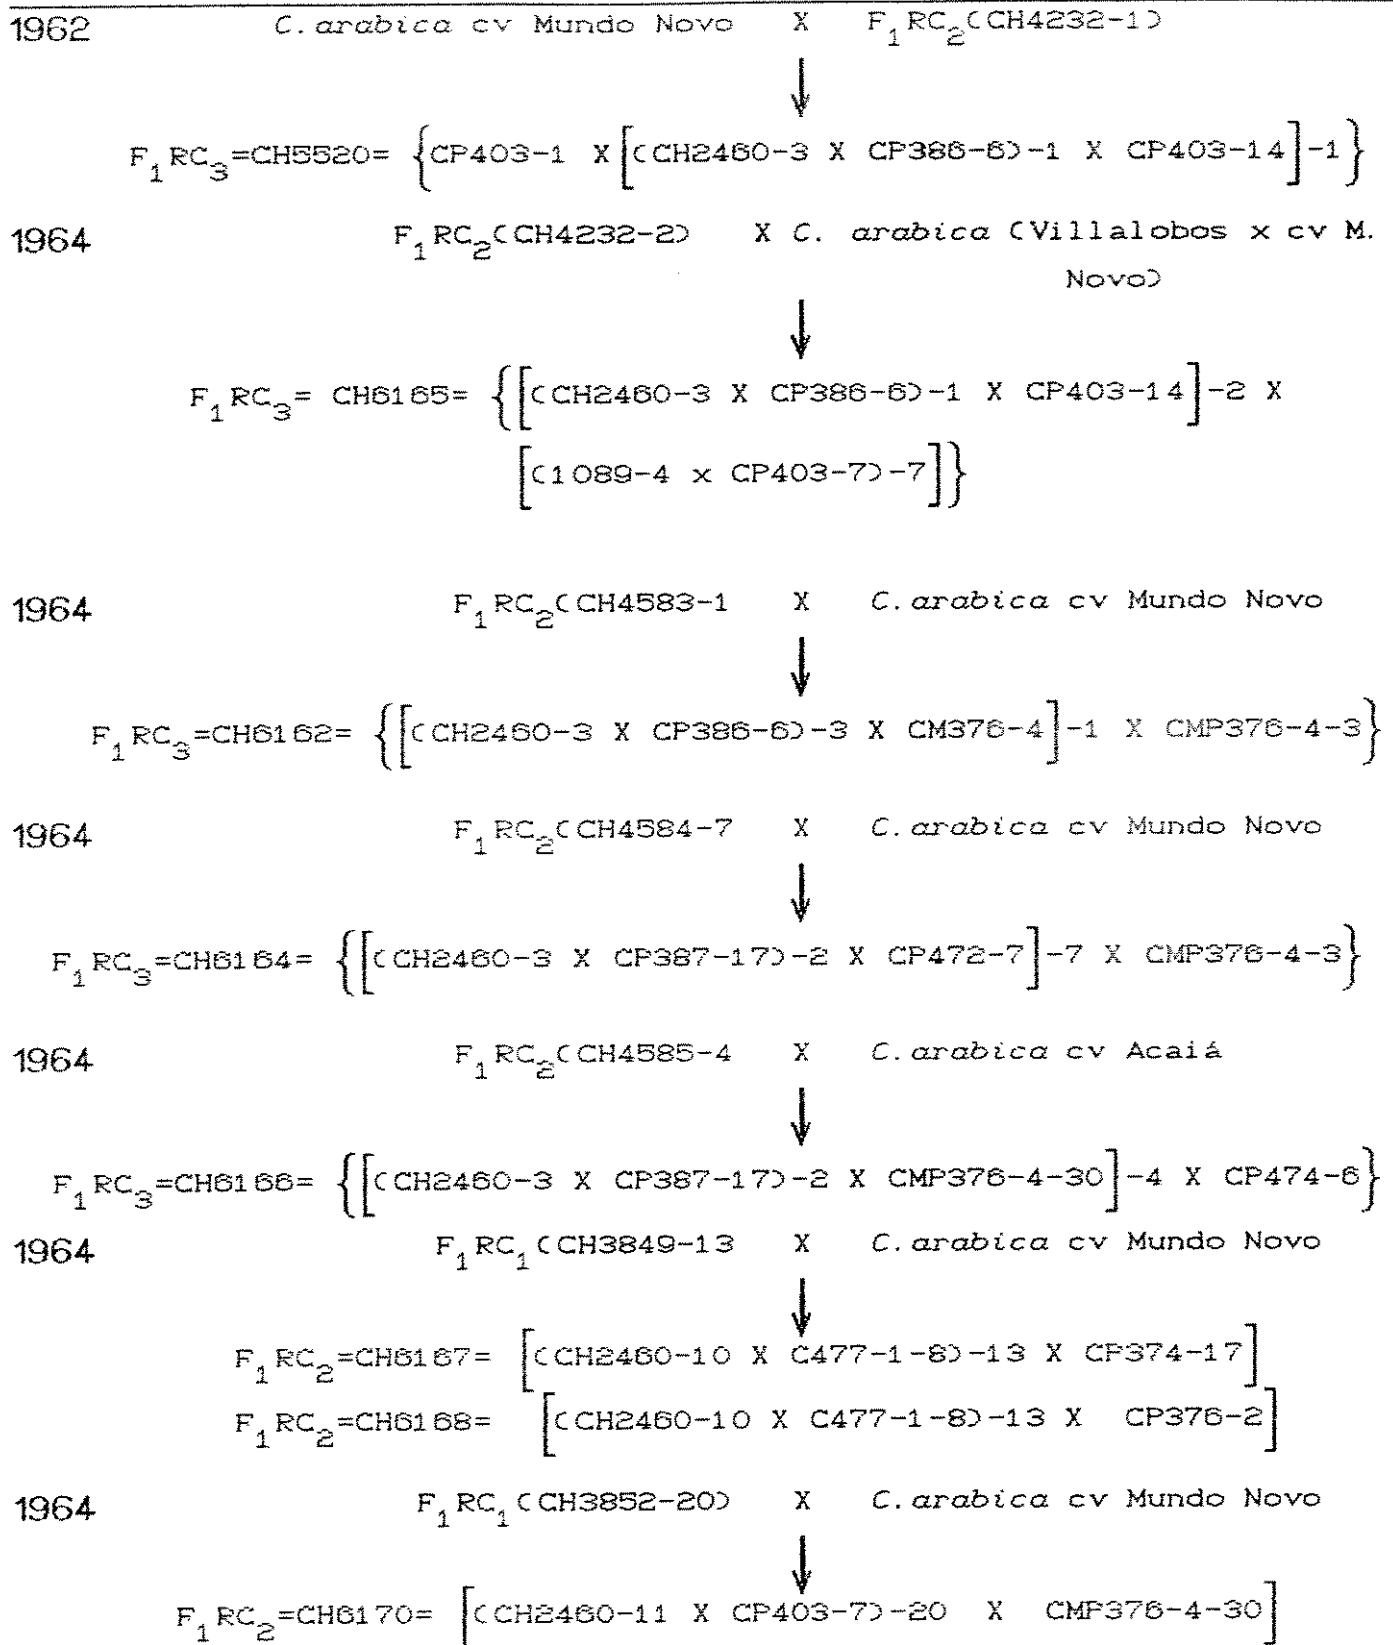 1962 C. arabica cv Mundo Novo X F₁RC₂(CH4232-1)
F₁RC₃=CH5520= {CP403-1 X [(CH2460-3 X CP386-6)-1 X CP403-14]-1}
1964 F₁RC₂(CH4232-2) X C. arabica (Villalobos x cv M.
Novo)
F₁RC₃= CH6165= {[(CH2460-3 X CP386-6)-1 X CP403-14]-2 X
[(1089-4 x CP403-7)-7]}
1964 F₁RC₂(CH4583-1 X C. arabica cv Mundo Novo
F₁RC₃=CH6162= {[(CH2460-3 X CP386-6)-3 X CM376-4]-1 X CMP376-4-3}
1964 F₁RC₂(CH4584-7 X C. arabica cv Mundo Novo
F₁RC₃=CH6164= {[(CH2460-3 X CP387-17)-2 X CP472-7]-7 X CMP376-4-3}
1964 F₁RC₂(CH4585-4 X C. arabica cv Acaiá
F₁RC₃=CH6166= {[(CH2460-3 X CP387-17)-2 X CMP376-4-30]-4 X CP474-6}
1964 F₁RC₁(CH3849-13 X C. arabica cv Mundo Novo
F₁RC₂=CH6167= [(CH2460-10 X C477-1-8)-13 X CP374-17]
F₁RC₂=CH6168= [(CH2460-10 X C477-1-8)-13 X CP376-2]
1964 F₁RC₁(CH3852-20) X C. arabica cv Mundo Novo
F₁RC₂=CH6170= [(CH2460-11 X CP403-7)-20 X CMP376-4-30]